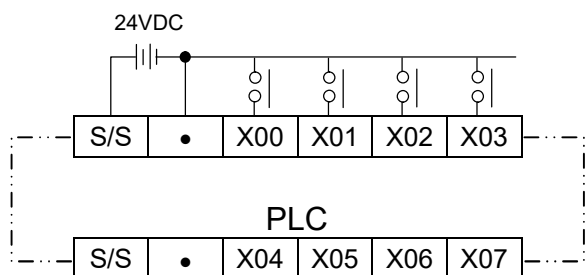 24VDC
S/S • X00 X01 X02 X03
PLC
S/S • X04 X05 X06 X07